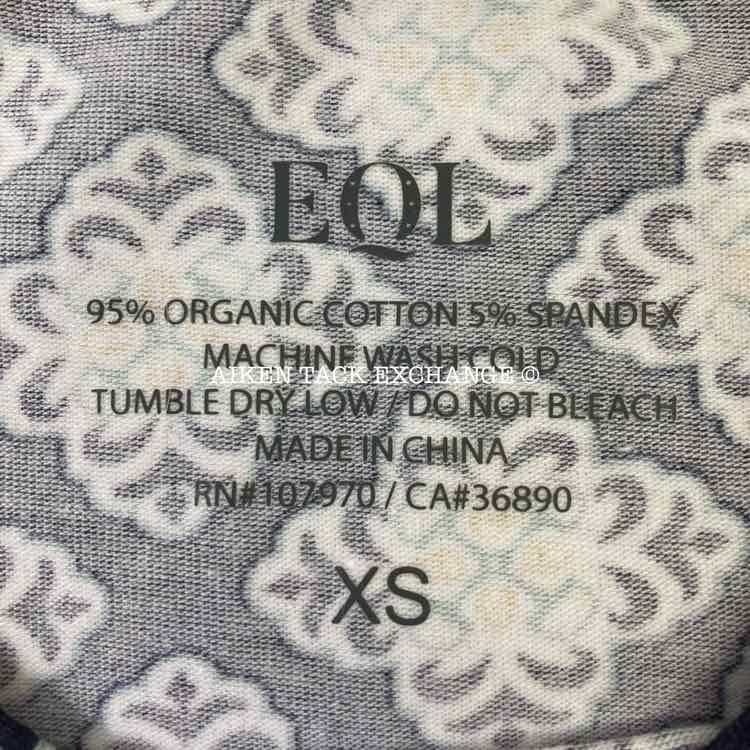 EQL
95% ORGANIC COTTON 5% SPANDEX
MACHINE WASH COLD
AIKEN TACK EXCHANGE ©
TUMBLE DRY LOW / DO NOT BLEACH
MADE IN CHINA
RN#107970 / CA#36890
XS